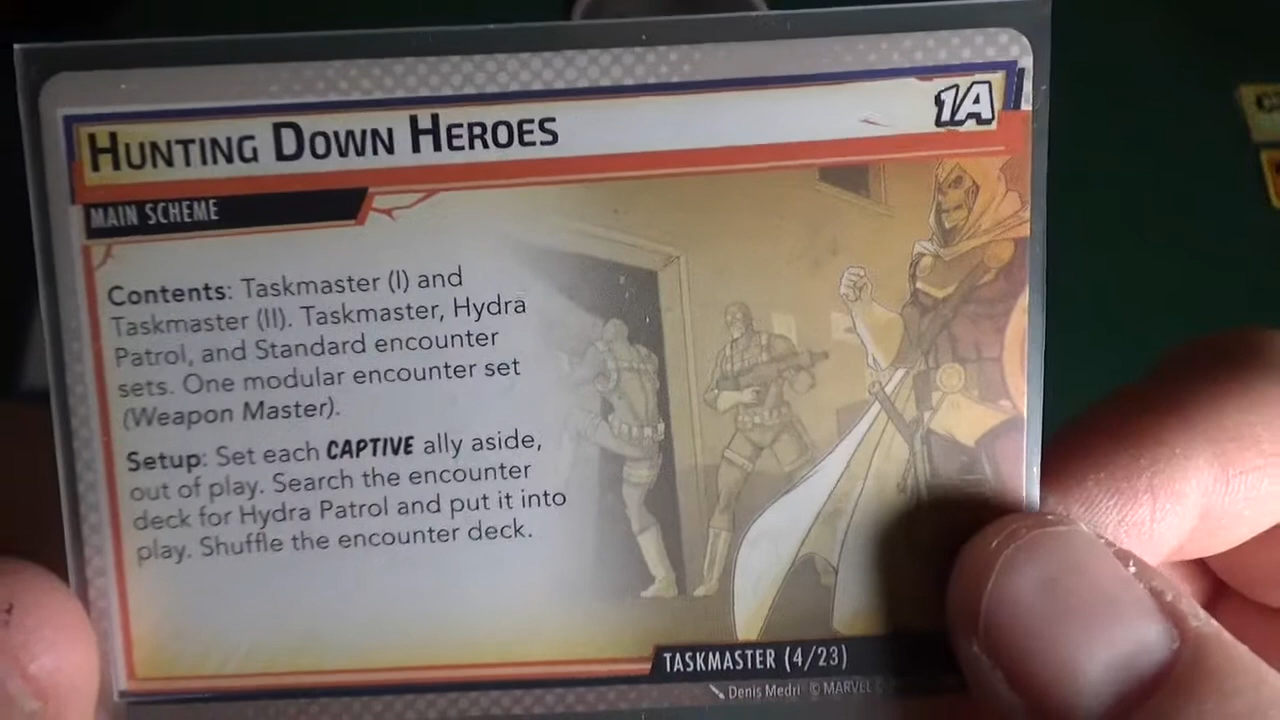 HUNTING DOWN HEROES
1A
MAIN SCHEME
Contents: Taskmaster (I) and
Taskmaster (II). Taskmaster, Hydra
Patrol, and Standard encounter
sets. One modular encounter set
(Weapon Master).
Setup: Set each CAPTIVE ally aside,
out of play. Search the encounter
deck for Hydra Patrol and put it into
play. Shuffle the encounter deck.
TASKMASTER (4/23)
Denis Medri © MARVEL